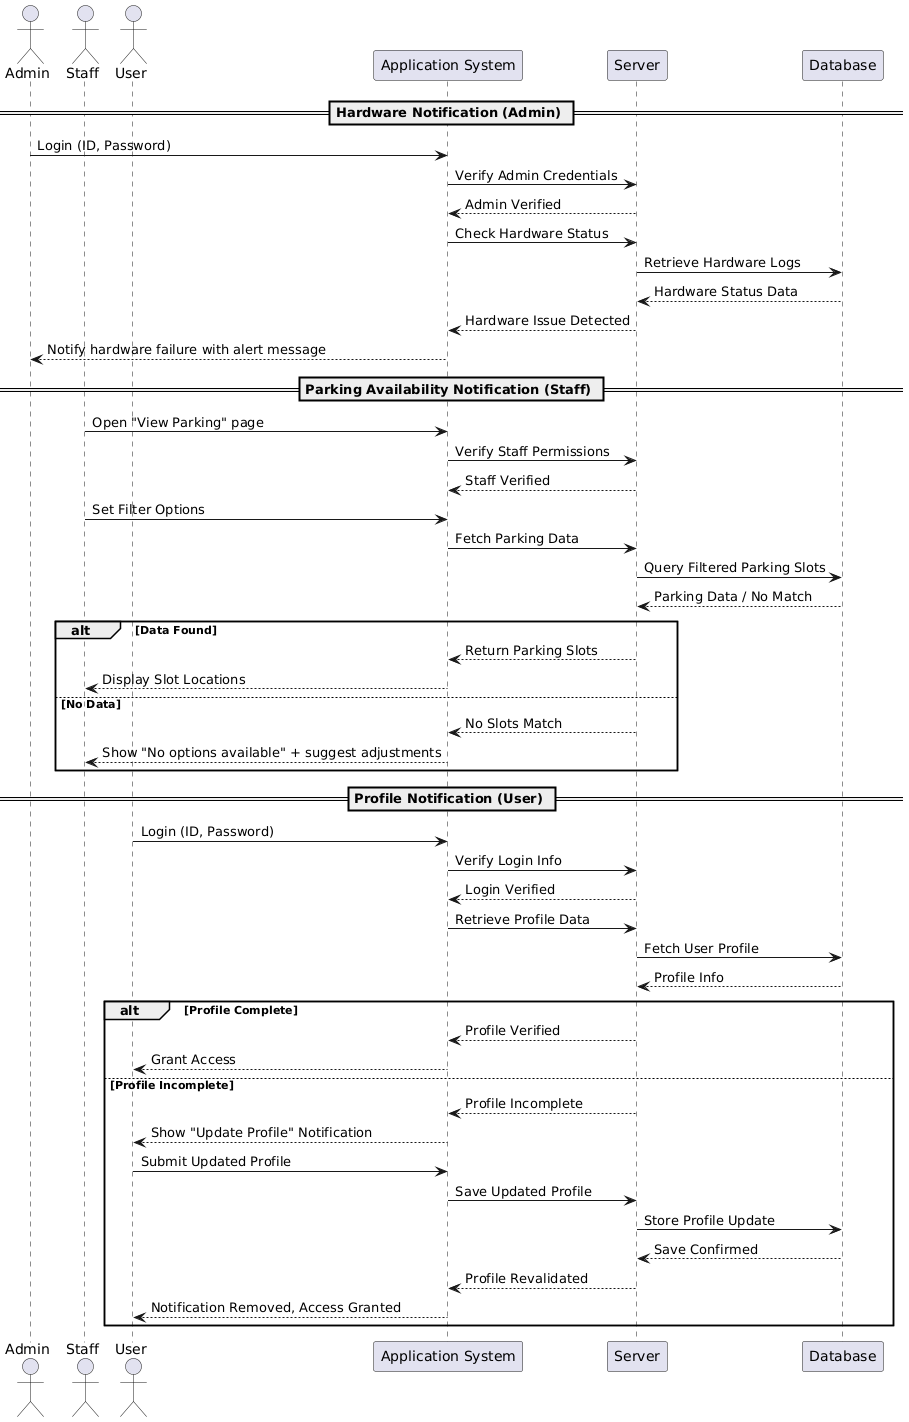 Admin
Staff
User
Application System
Server
Database
Hardware Notification (Admin)
Login (ID, Password)
Verify Admin Credentials
Admin Verified
Check Hardware Status
Retrieve Hardware Logs
Hardware Status Data
Hardware Issue Detected
Notify hardware failure with alert message
Parking Availability Notification (Staff)
Open "View Parking" page
Verify Staff Permissions
Staff Verified
Set Filter Options
Fetch Parking Data
Query Filtered Parking Slots
Parking Data / No Match
alt
[Data Found]
Return Parking Slots
Display Slot Locations
[No Data]
No Slots Match
Show "No options available" + suggest adjustments
Profile Notification (User)
Login (ID, Password)
Verify Login Info
Login Verified
Retrieve Profile Data
Fetch User Profile
Profile Info
alt
[Profile Complete]
Profile Verified
Grant Access
[Profile Incomplete]
Profile Incomplete
Show "Update Profile" Notification
Submit Updated Profile
Save Updated Profile
Store Profile Update
Save Confirmed
Profile Revalidated
Notification Removed, Access Granted
Admin
Staff
User
Application System
Server
Database